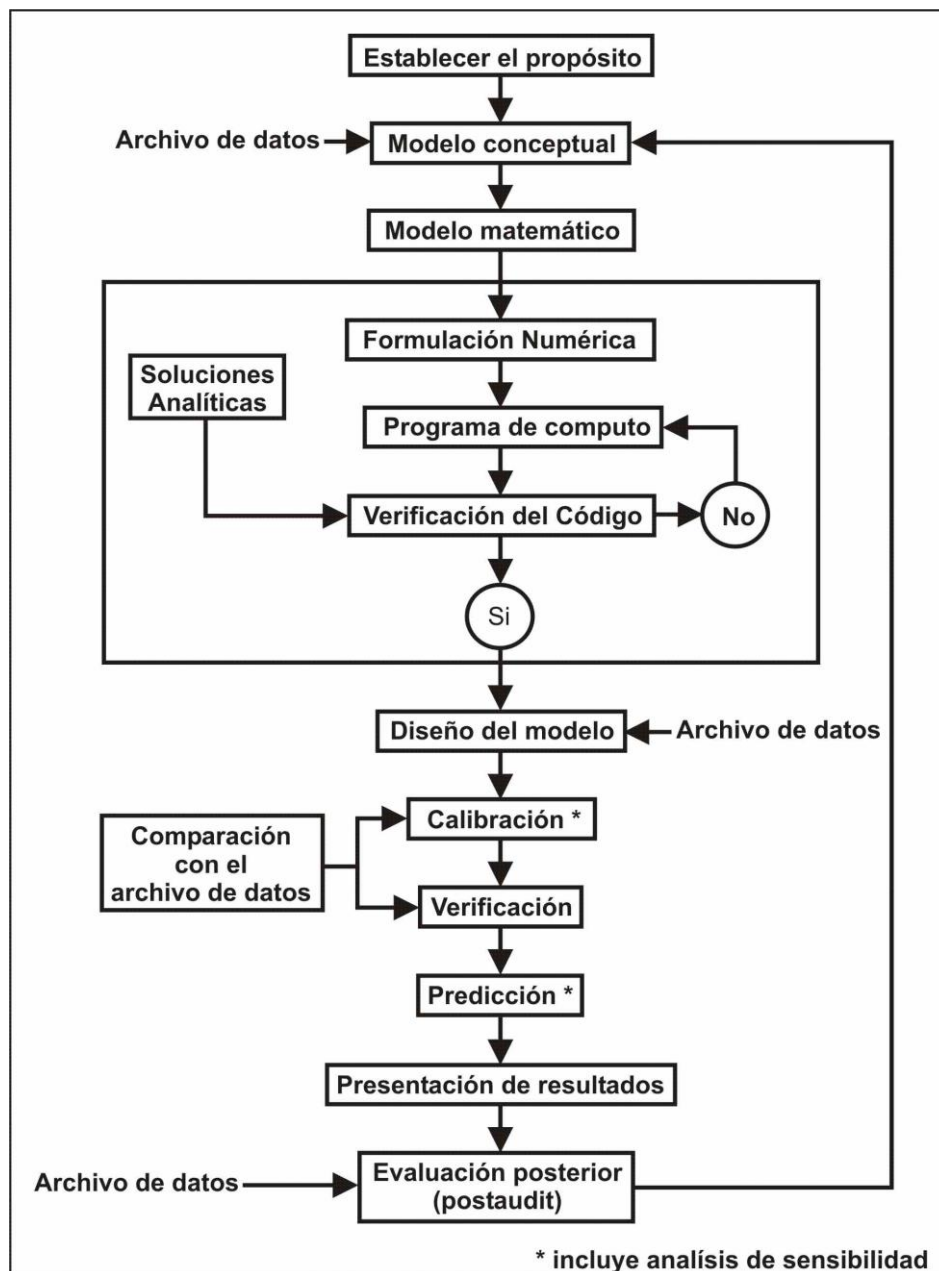 Establecer el propósito
Archivo de datos
Modelo conceptual
Modelo matemático
Formulación Numérica
Soluciones
Analíticas
Programa de computo
Verificación del Código
No
Si
Diseño del modelo
Archivo de datos
Calibración *
Comparación
con el
archivo de datos
Verificación
Predicción *
Presentación de resultados
Archivo de datos
Evaluación posterior
(postaudit)
* incluye analísis de sensibilidad